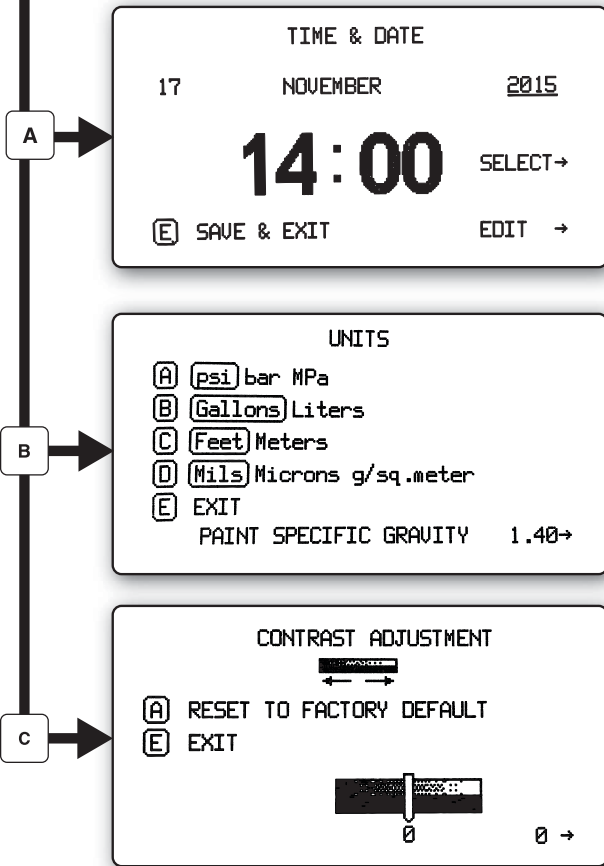 TIME & DATE
17 NOVEMBER 2015
A
14:00 SELECT→
E SAVE & EXIT EDIT →
UNITS
A psi bar MPa
B Gallons Liters
B
C Feet Meters
D Mils Microns g/sq.meter
E EXIT
PAINT SPECIFIC GRAVITY 1.40→
CONTRAST ADJUSTMENT
A RESET TO FACTORY DEFAULT
C
E EXIT
0 0 →